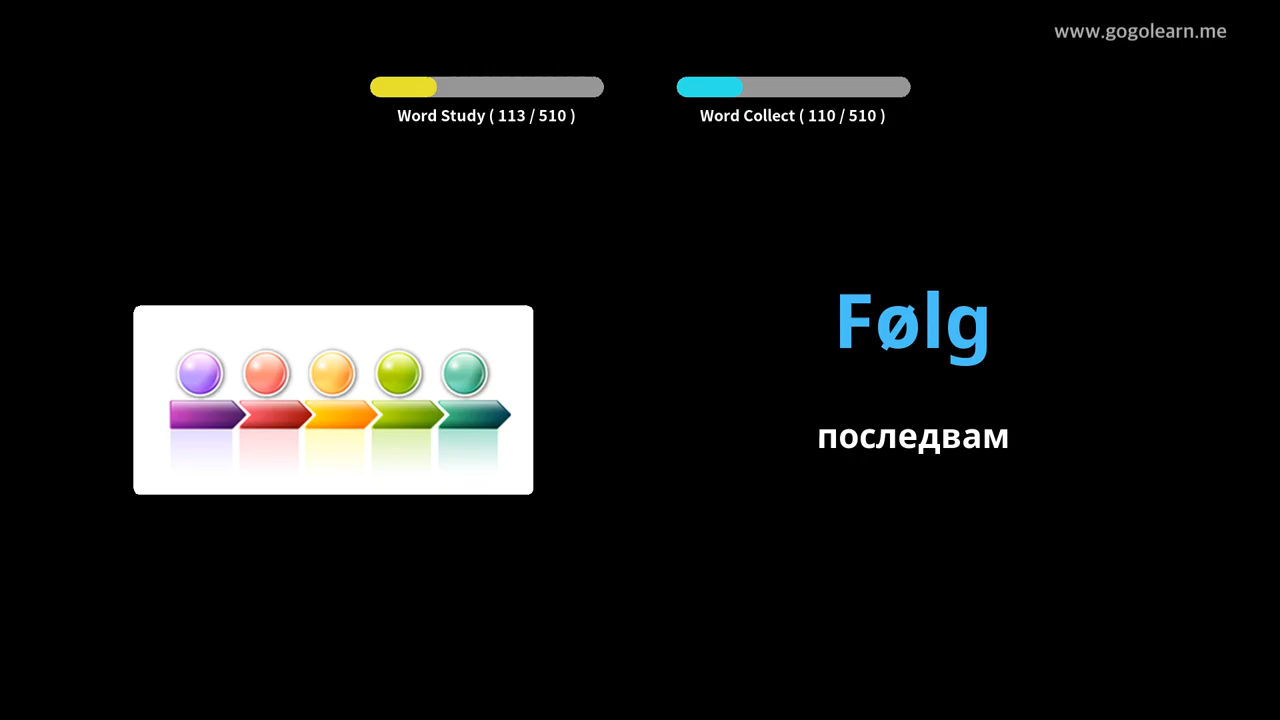 www.gogolearn.me
Word Study ( 113 / 510 )
Word Collect ( 110 / 510 )
Følg
последвам